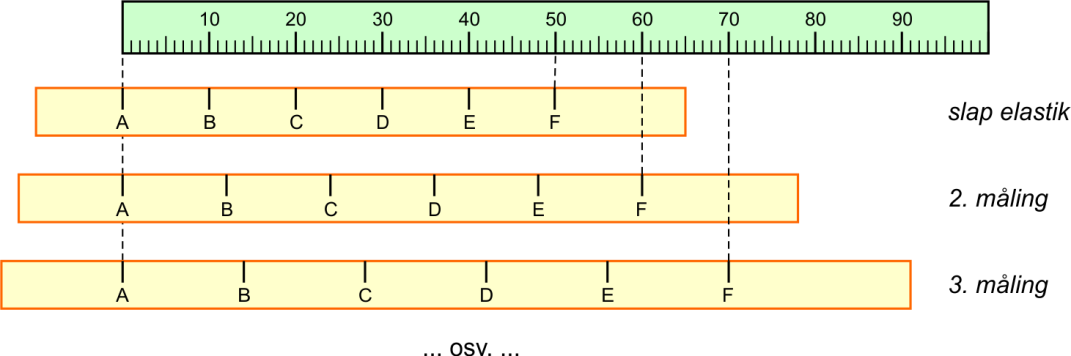 10 20 30 40 50 60 70 80 90
A B C D E F slap elastik
A B C D E F 2. måling
A B C D E F 3. måling
... osv. ...